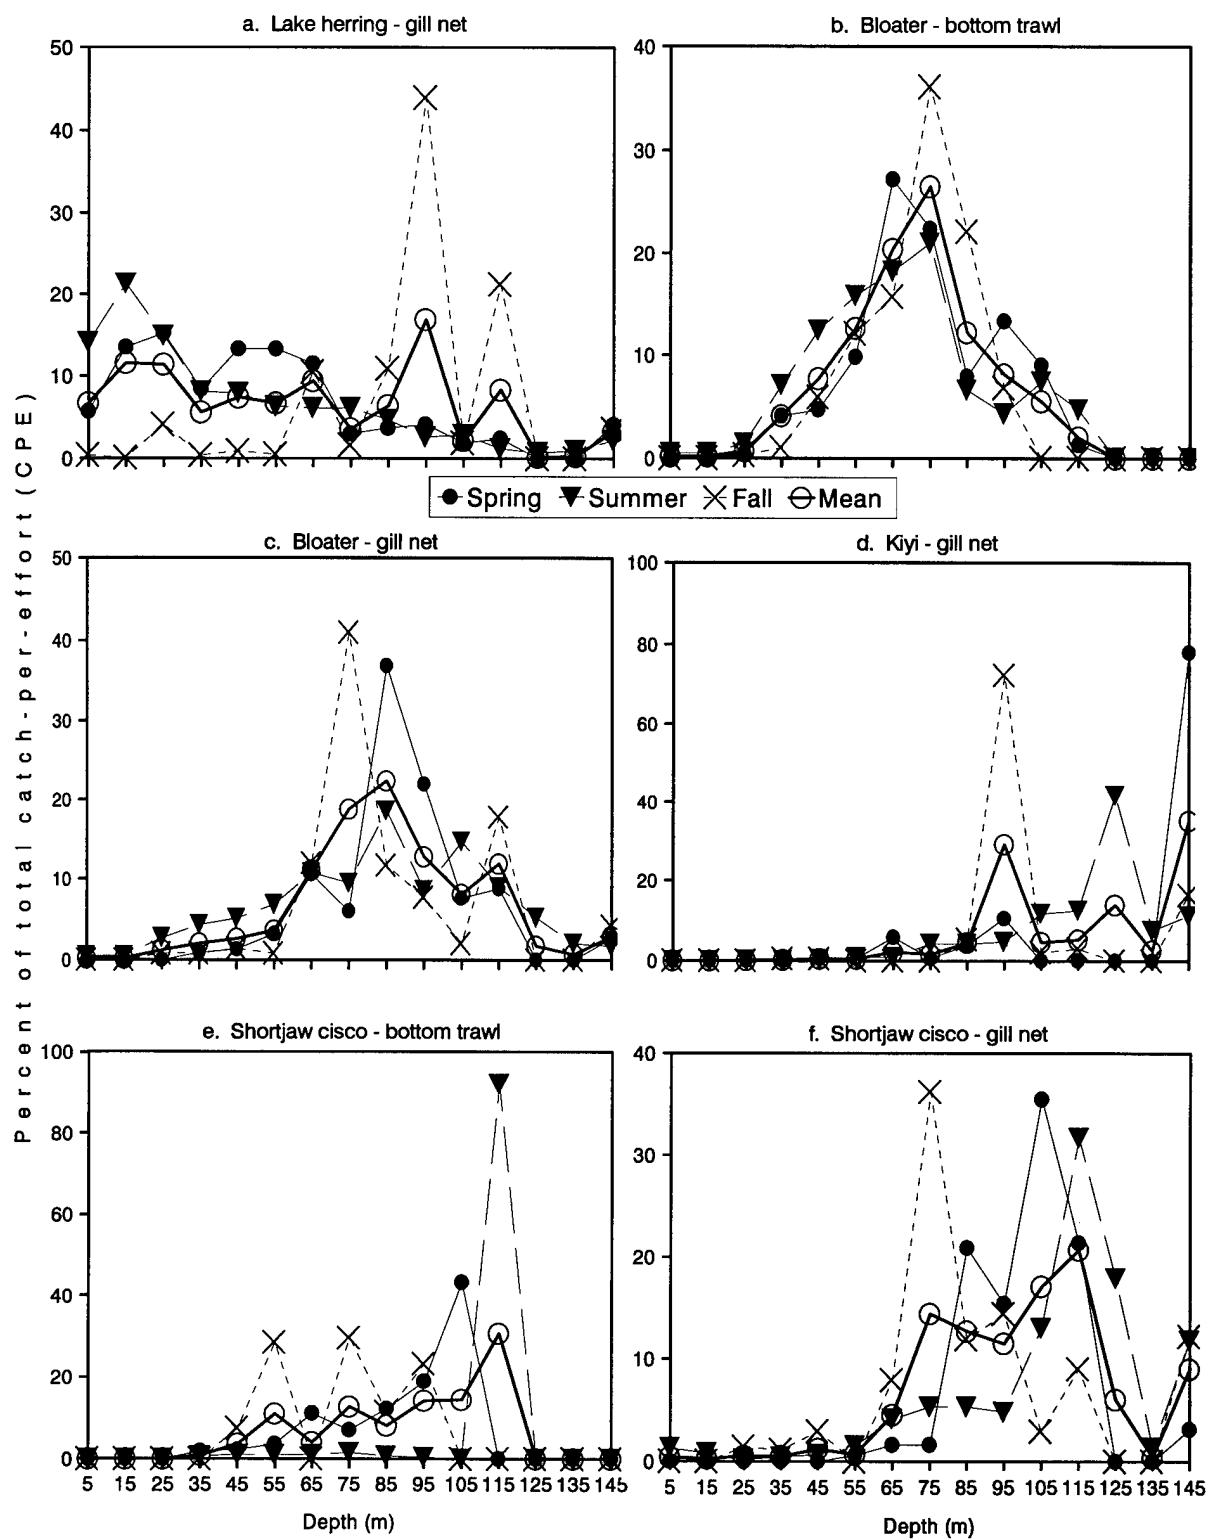 a. Lake herring - gill net
50
40
30
20
10
0
b. Bloater - bottom trawl
40
30
20
10
0
Spring Summer Fall Mean
c. Bloater - gill net
50
40
30
20
10
0
d. Kiyi - gill net
100
80
60
40
20
0
Percent of total catch-per-effort (CPE)
e. Shortjaw cisco - bottom trawl
100
80
60
40
20
0
5 15 25 35 45 55 65 75 85 95 105 115 125 135 145
Depth (m)
f. Shortjaw cisco - gill net
40
30
20
10
0
5 15 25 35 45 55 65 75 85 95 105 115 125 135 145
Depth (m)